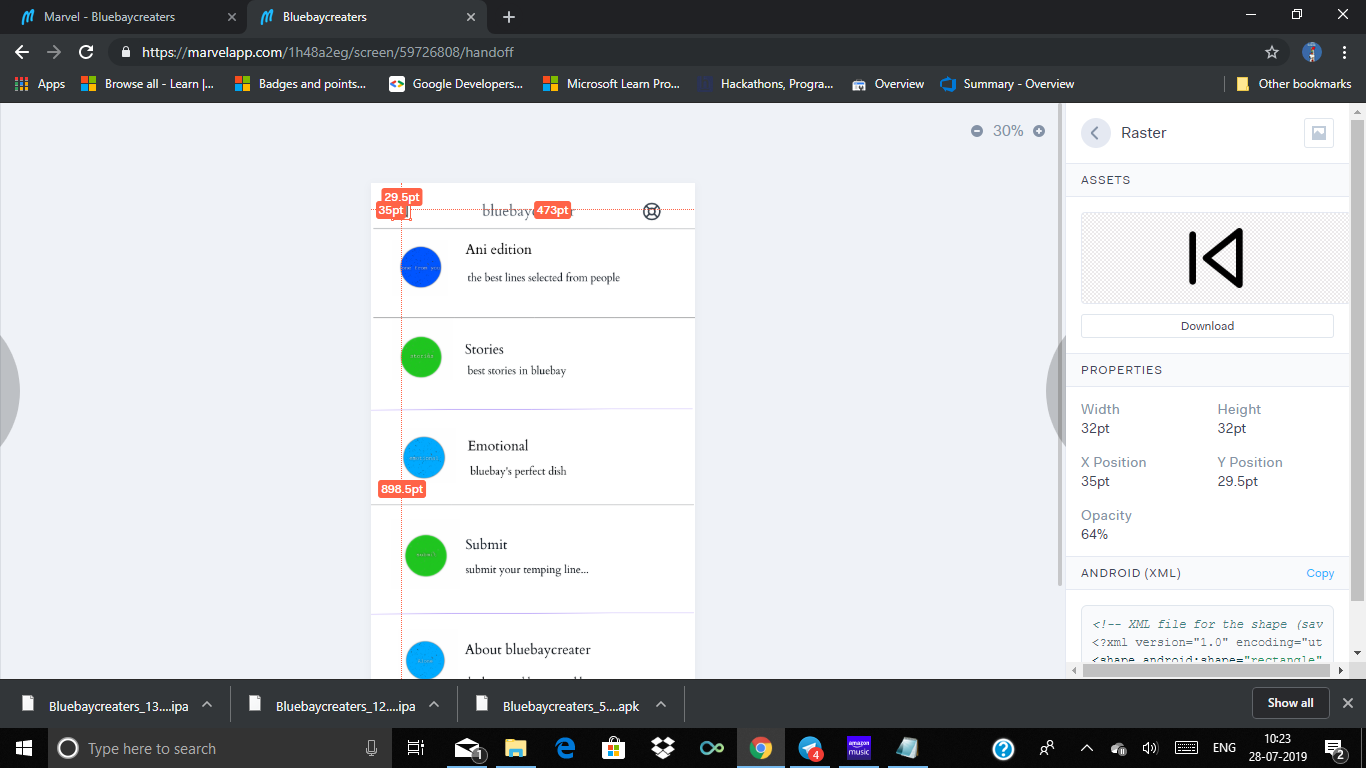 Marvel - Bluebaycreaters
Bluebaycreaters
https://marvelapp.com/1h48a2eg/screen/59726808/handoff
Apps
Browse all - Learn |...
Badges and points...
Google Developers...
Microsoft Learn Pro...
Hackathons, Progra...
Overview
Summary - Overview
Other bookmarks
30%
Raster
ASSETS
Download
PROPERTIES
Width
Height
32pt
32pt
X Position
Y Position
35pt
29.5pt
Opacity
64%
ANDROID (XML)
Copy
<!-- XML file for the shape (sav
<?xml version="1.0" encoding="ut
<shape android:shape="rectangle"
29.5pt
35pt
473pt
Ani edition
the best lines selected from people
Stories
best stories in bluebay
Emotional
bluebay's perfect dish
898.5pt
Submit
submit your temping line...
About bluebaycreater
Bluebaycreaters_13....ipa
Bluebaycreaters_12....ipa
Bluebaycreaters_5....apk
Show all
Type here to search
1
4
amazon
music
ENG
10:23
28-07-2019
2